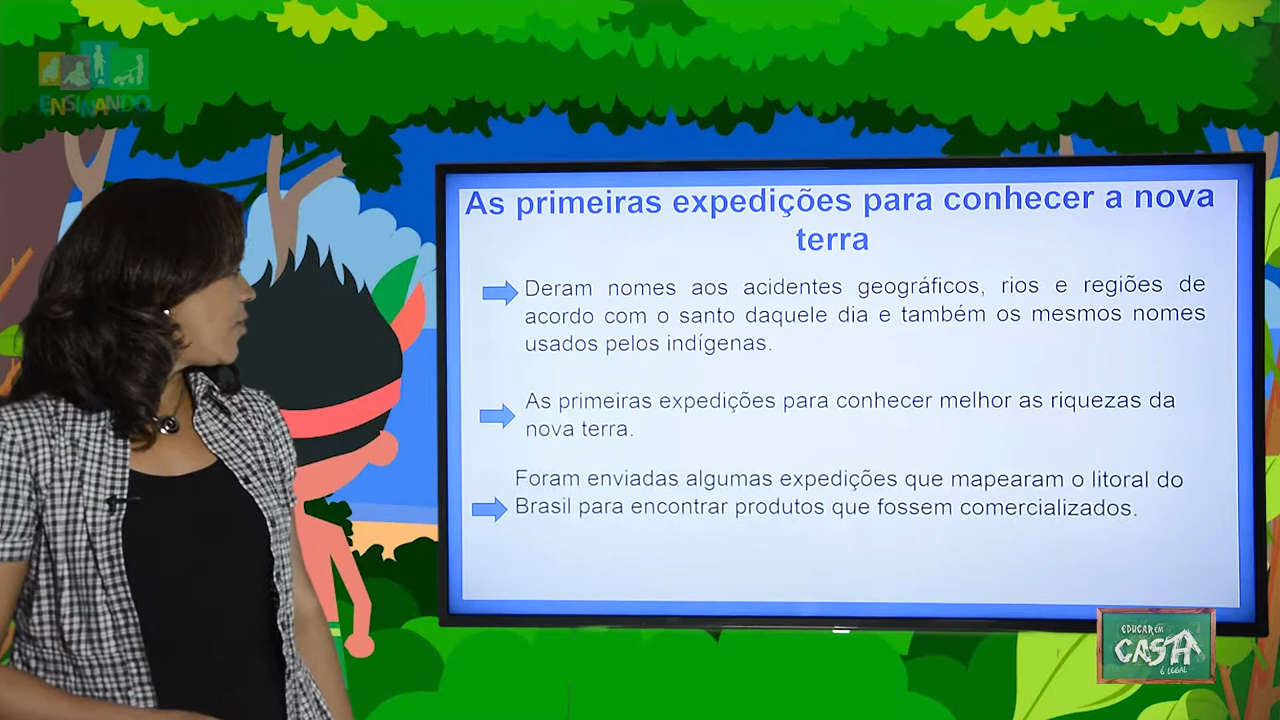 ENSINANDO
As primeiras expedições para conhecer a nova
terra
Deram nomes aos acidentes geográficos, rios e regiões de
acordo com o santo daquele dia e também os mesmos nomes
usados pelos indígenas.
As primeiras expedições para conhecer melhor as riquezas da
nova terra.
Foram enviadas algumas expedições que mapearam o litoral do
Brasil para encontrar produtos que fossem comercializados.
EDUCAR EM
CASA
É LEGAL